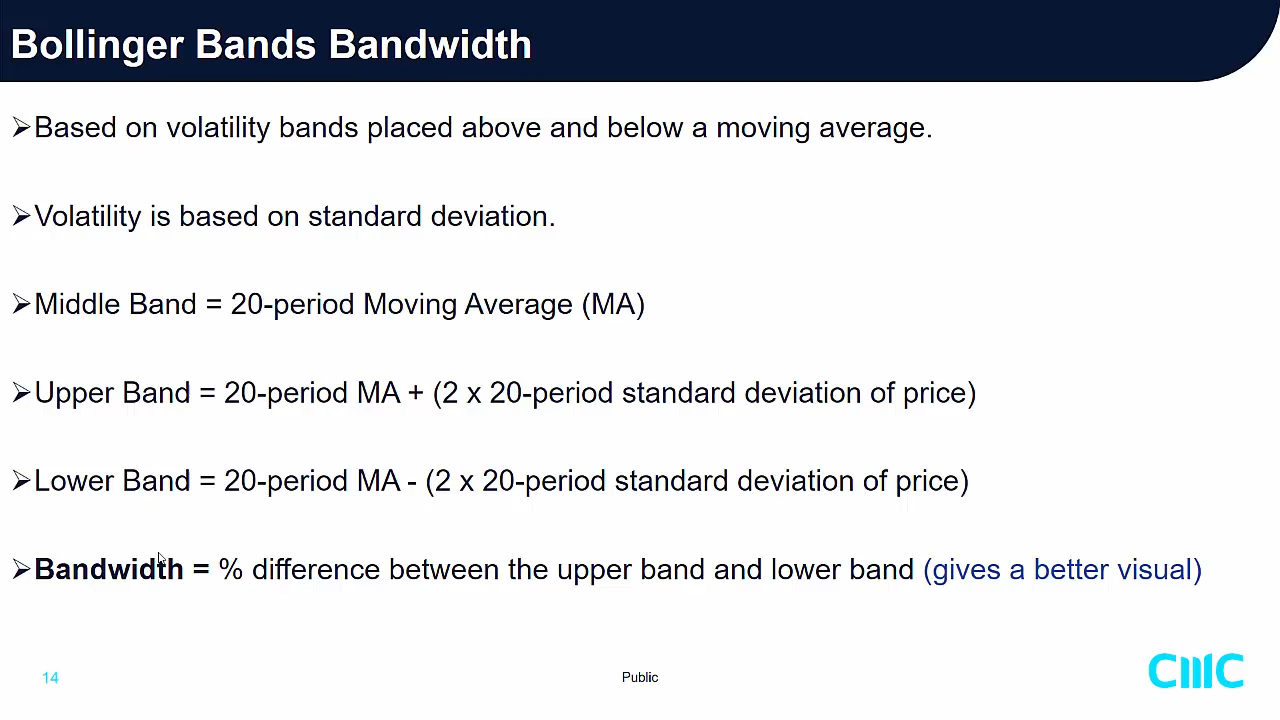 Bollinger Bands Bandwidth
➢Based on volatility bands placed above and below a moving average.
➢Volatility is based on standard deviation.
➢Middle Band = 20-period Moving Average (MA)
➢Upper Band = 20-period MA + (2 x 20-period standard deviation of price)
➢Lower Band = 20-period MA - (2 x 20-period standard deviation of price)
➢Bandwidth = % difference between the upper band and lower band (gives a better visual)
14
Public
CMC